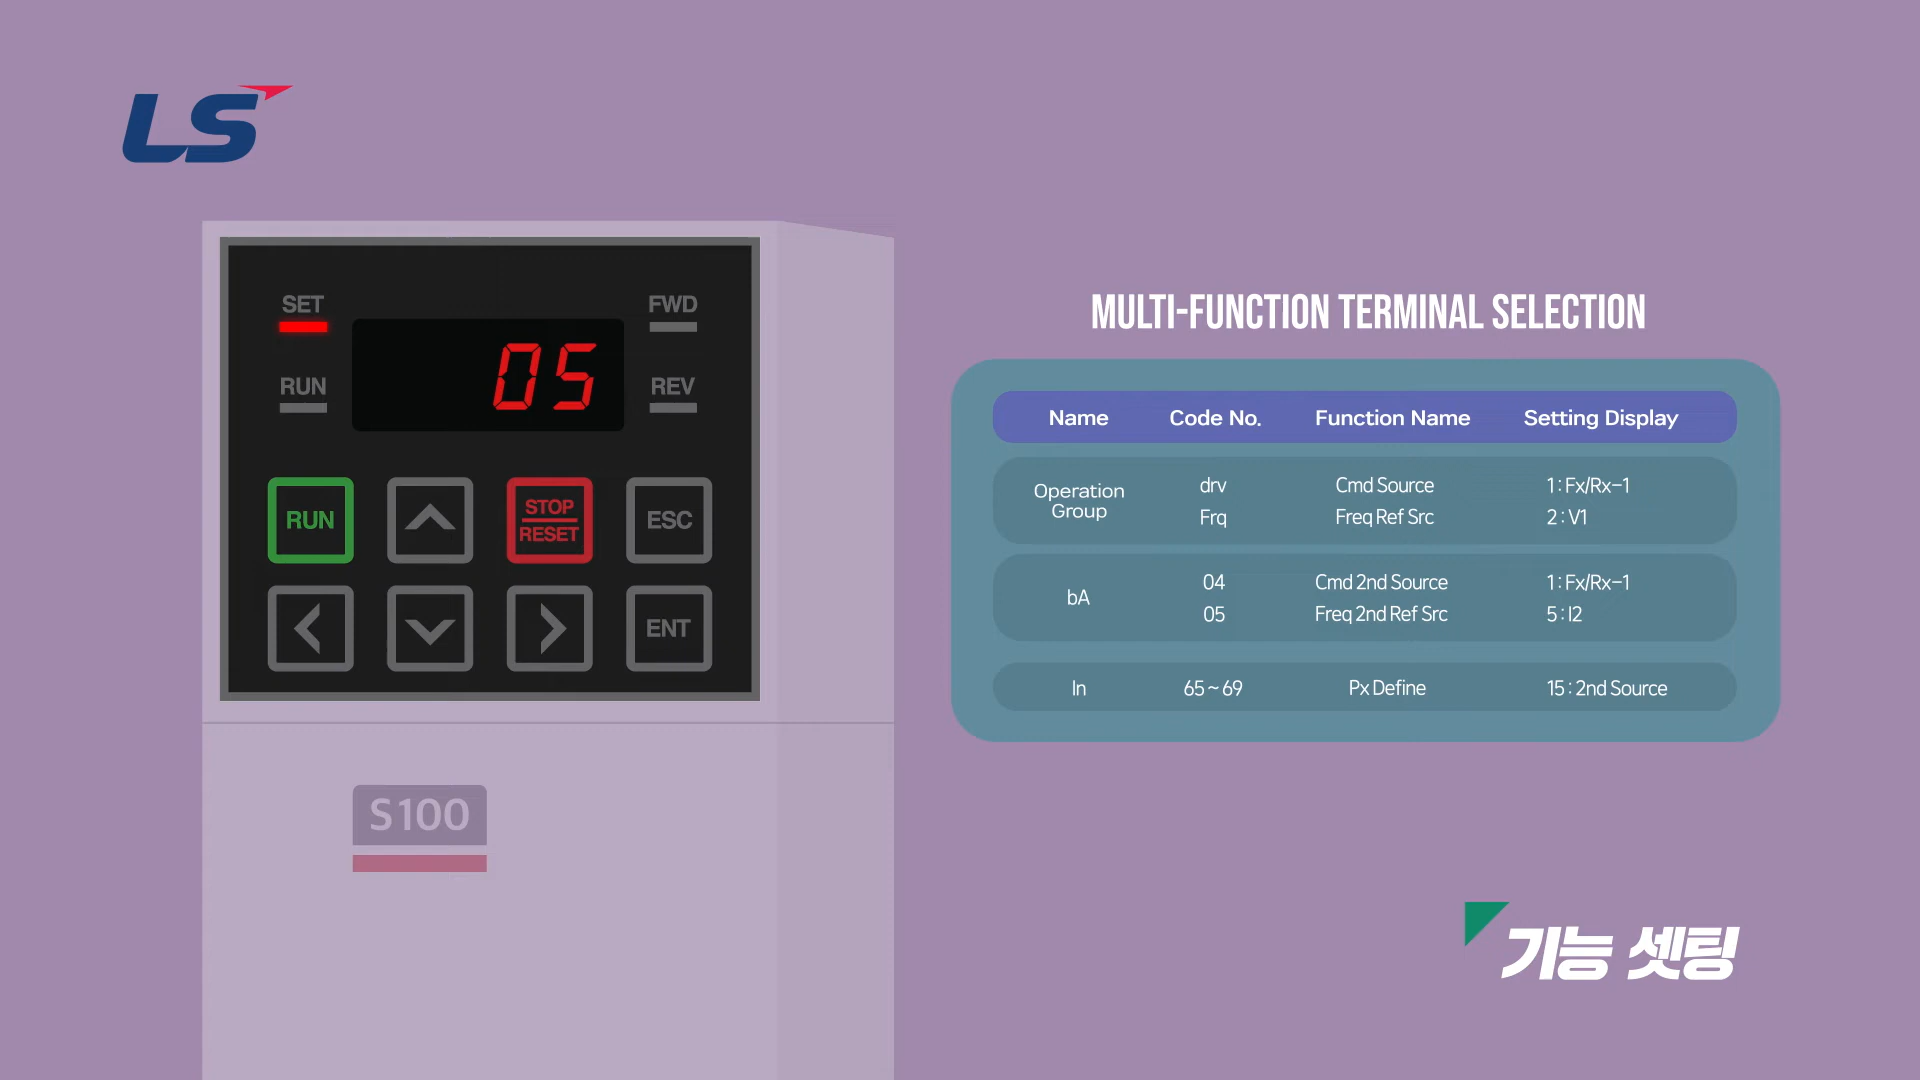 LS
SET
FWD
05
RUN
REV
RUN
STOP
RESET
ESC
ENT
S100
MULTI-FUNCTION TERMINAL SELECTION
Name Code No. Function Name Setting Display
Operation Group
drv Cmd Source 1 : Fx/Rx-1
Frq Freq Ref Src 2 : V1
bA
04 Cmd 2nd Source 1 : Fx/Rx-1
05 Freq 2nd Ref Src 5 : I2
In 65 ~ 69 Px Define 15 : 2nd Source
기능 셋팅